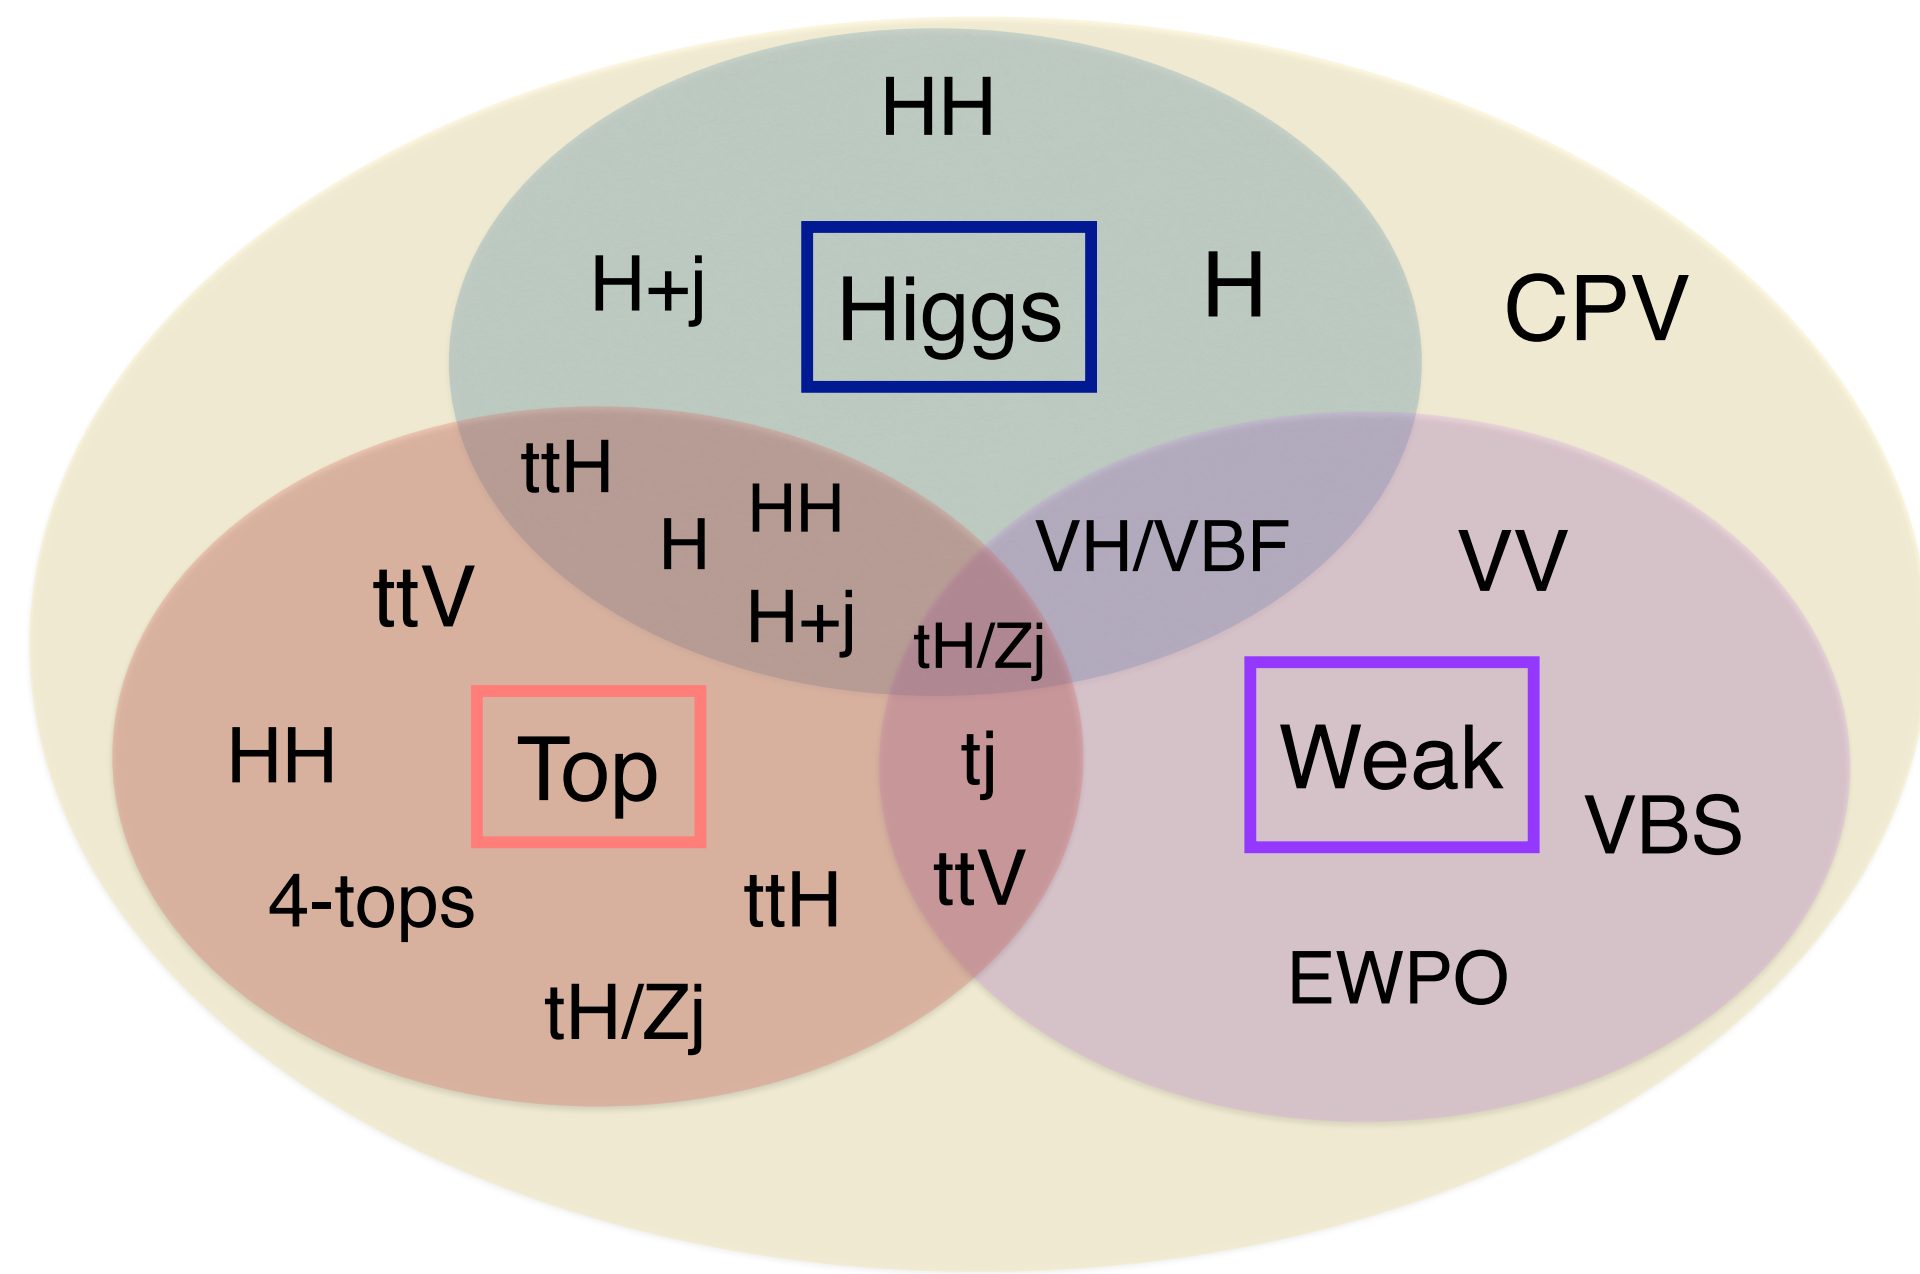 HH
H+j
Higgs
H
CPV
ttH
HH
H
VH/VBF
VV
ttV
H+j
tH/Zj
HH
Top
tj
Weak
VBS
4-tops
ttH
ttV
EWPO
tH/Zj